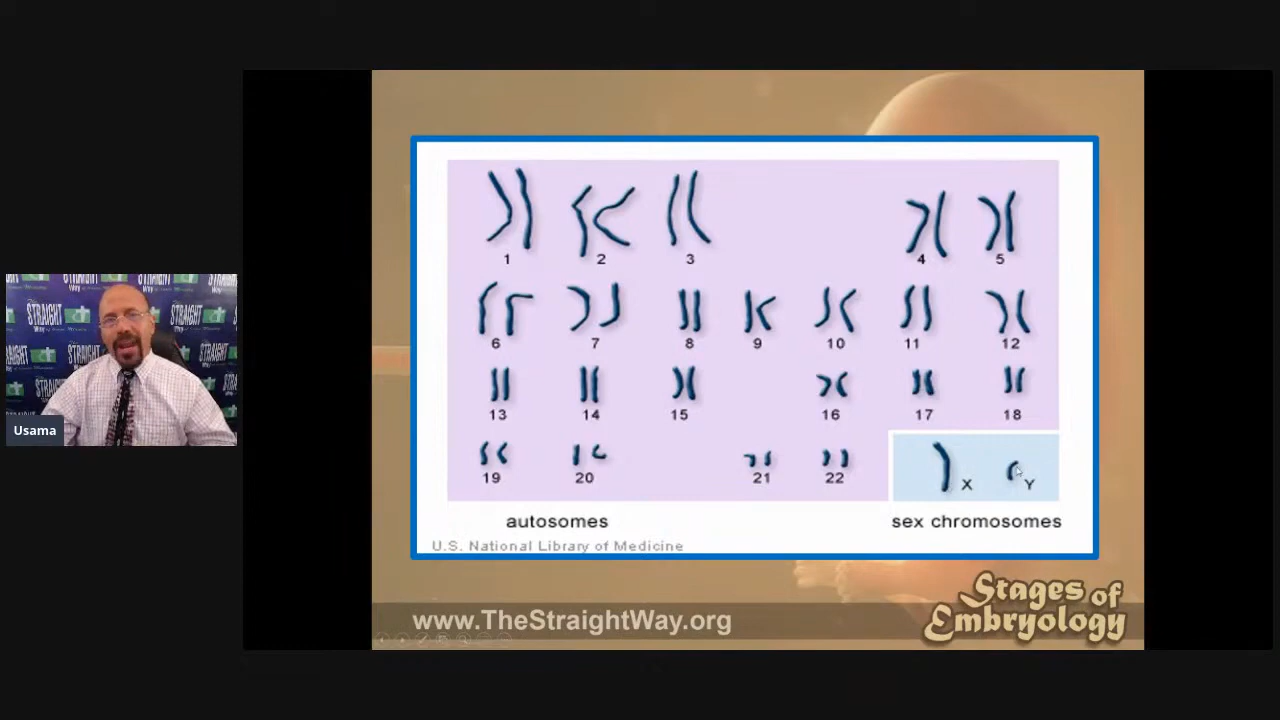 1 2 3 4 5
6 7 8 9 10 11 12
13 14 15 16 17 18
19 20 21 22 X Y
autosomes sex chromosomes
U.S. National Library of Medicine
www.TheStraightWay.org
Stages of
Embryology
Usama
STRAIGHT